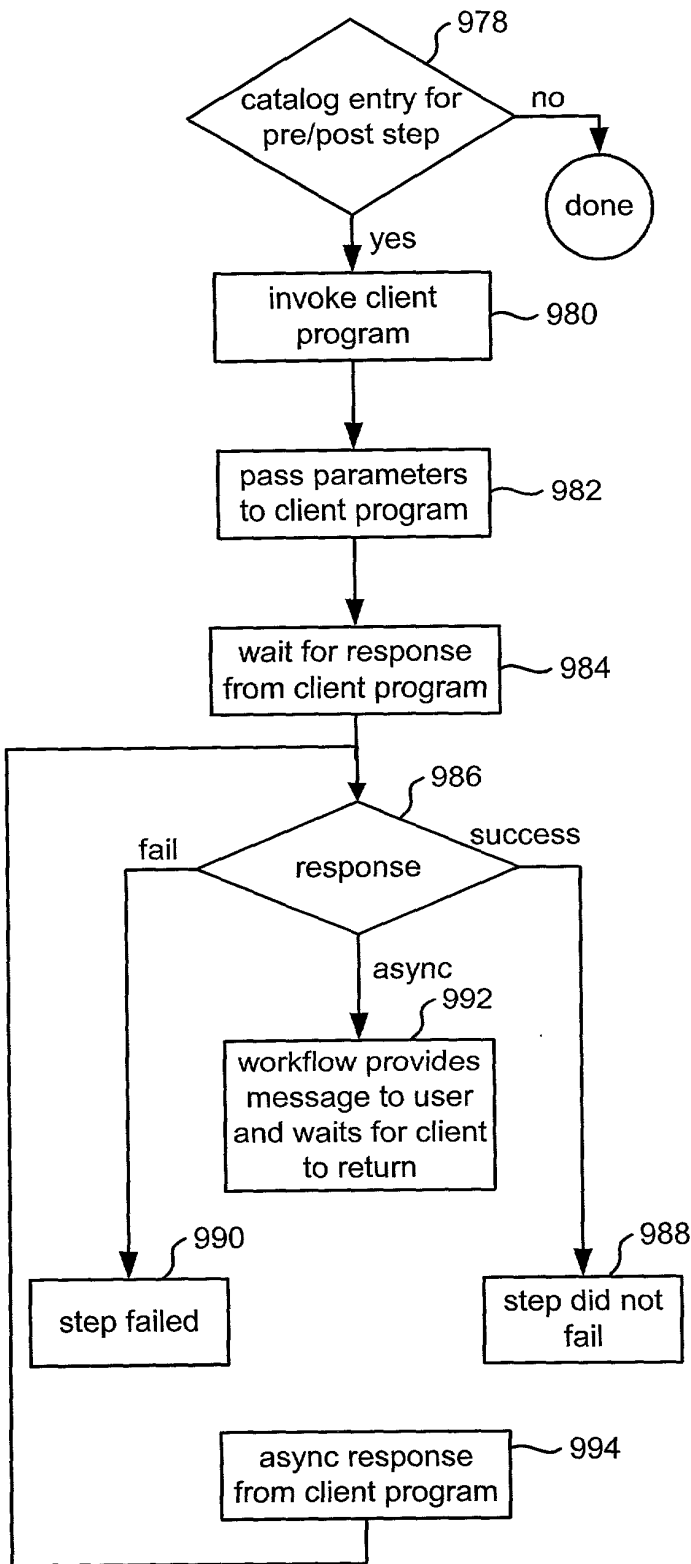 978
catalog entry for
pre/post step
no
done
yes
invoke client
program
980
pass parameters
to client program
982
wait for response
from client program
984
986
fail
response
success
async
992
workflow provides
message to user
and waits for client
to return
990
step failed
988
step did not
fail
async response
from client program
994